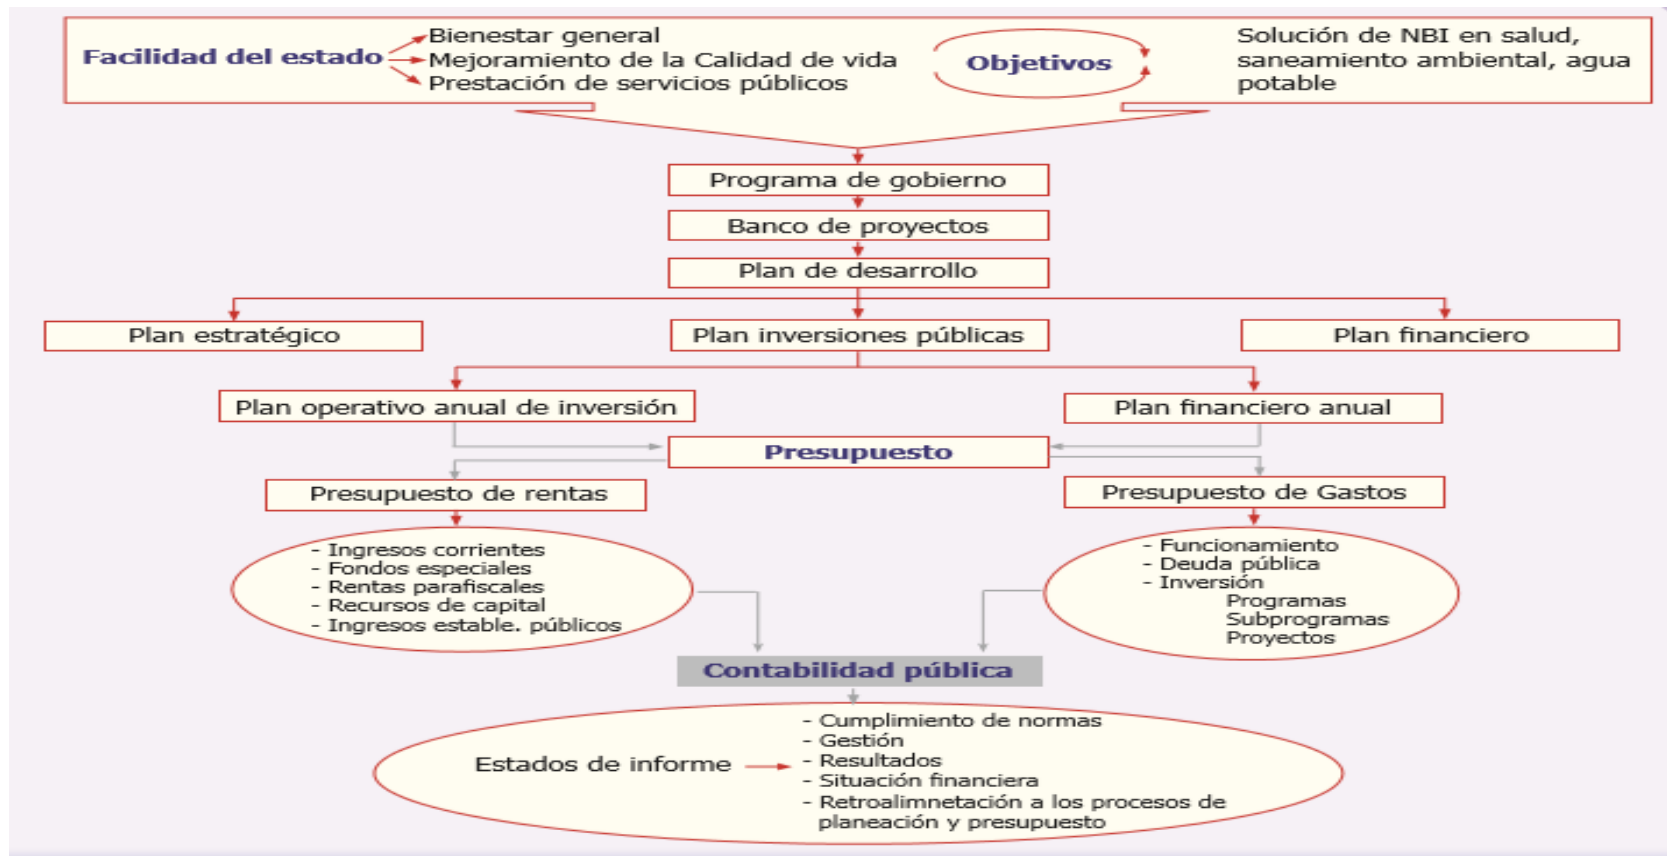 Facilidad del estado
Bienestar general
Mejoramiento de la Calidad de vida
Prestación de servicios públicos
Objetivos
Solución de NBI en salud,
saneamiento ambiental, agua
potable
Programa de gobierno
Banco de proyectos
Plan de desarrollo
Plan estratégico
Plan inversiones públicas
Plan financiero
Plan operativo anual de inversión
Plan financiero anual
Presupuesto
Presupuesto de rentas
Presupuesto de Gastos
- Ingresos corrientes
- Fondos especiales
- Rentas parafiscales
- Recursos de capital
- Ingresos estable. públicos
- Funcionamiento
- Deuda pública
- Inversión
Programas
Subprogramas
Proyectos
Contabilidad pública
Estados de informe
- Cumplimiento de normas
- Gestión
- Resultados
- Situación financiera
- Retroalimnetación a los procesos de
planeación y presupuesto